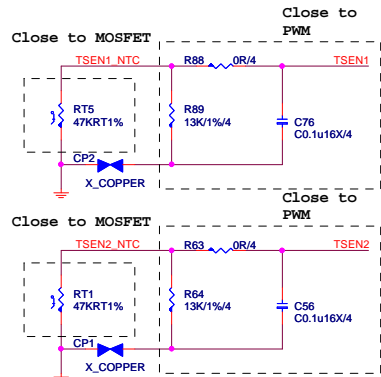 Close to
PWM
Close to MOSFET
TSEN1_NTC
R88
0R/4
TSEN1
RT5
47KRT1%
R89
13K/1%/4
C76
C0.1u16X/4
CP2
X_COPPER
Close to
PWM
Close to MOSFET
TSEN2_NTC
R63
0R/4
TSEN2
RT1
47KRT1%
R64
13K/1%/4
C56
C0.1u16X/4
CP1
X_COPPER